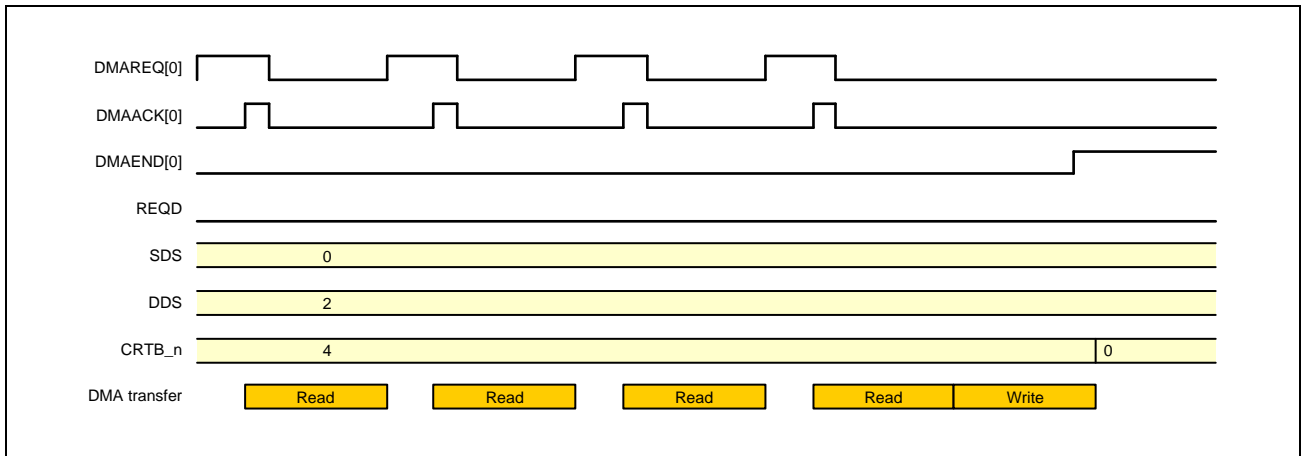 DMAREQ[0]
DMAACK[0]
DMAEND[0]
REQD
SDS 0
DDS 2
CRTB_n 4 0
DMA transfer Read Read Read Read Write